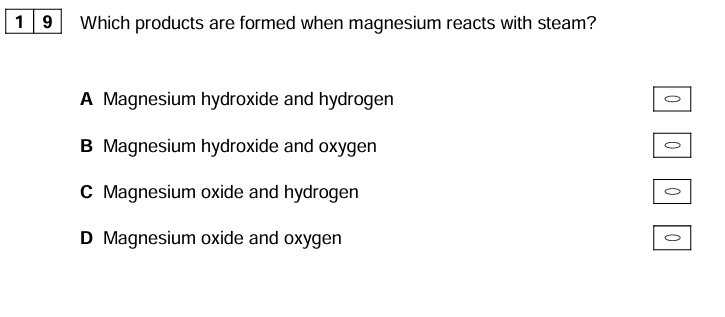 1 9 Which products are formed when magnesium reacts with steam?
A Magnesium hydroxide and hydrogen
B Magnesium hydroxide and oxygen
C Magnesium oxide and hydrogen
D Magnesium oxide and oxygen